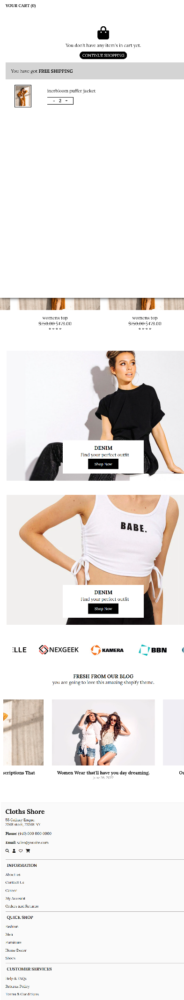 YOUR CART (0)
You don't have any item's in cart yet.
CONTINUE SHOPPING
You have got FREE SHIPPING
inerbloom puffer jacket
- 2 +
womens top
$750.00 $479.00
* * * *
womens top
$750.00 $479.00
* * * *
DENIM
Find your perfect outfit
Shop Now
BABE.
DENIM
Find your perfect outfit
Shop Now
ELLE
NEXGEEK
KAMERA
BBN
FRESH FROM OUR BLOG
you are going to love this amazing shopify theme.
scriptions That
Women Wear that'll have you day dreaming.
Ou
june 26, 2022
Cloths Shore
55 Gallaxy Enque,
2568 steet, 23568 NY
Phone: (440) 000 000 0000
Email: sales@yousite.com
INFORMATION
About us
Contact Us
Career
My Account
Orders and Returns
QUICK SHOP
Fashion
Men
Furniture
Home Decor
Shoes
CUSTOMER SERVICES
Help & FAQs
Returns Policy
Terms & Conditions